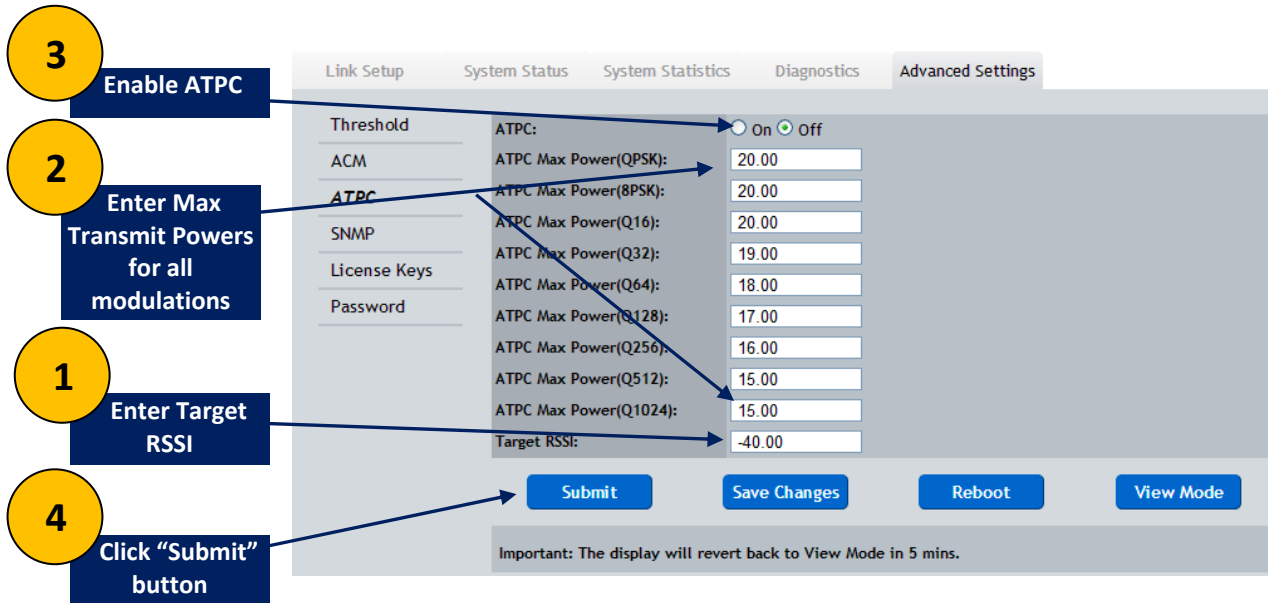 3
Enable ATPC
2
Enter Max
Transmit Powers
for all
modulations
1
Enter Target
RSSI
4
Click “Submit”
button
Link Setup System Status System Statistics Diagnostics Advanced Settings
Threshold
ACM
ATPC
SNMP
License Keys
Password
ATPC: On Off
ATPC Max Power(QPSK): 20.00
ATPC Max Power(8PSK): 20.00
ATPC Max Power(Q16): 20.00
ATPC Max Power(Q32): 19.00
ATPC Max Power(Q64): 18.00
ATPC Max Power(Q128): 17.00
ATPC Max Power(Q256): 16.00
ATPC Max Power(Q512): 15.00
ATPC Max Power(Q1024): 15.00
Target RSSI: -40.00
Submit Save Changes Reboot View Mode
Important: The display will revert back to View Mode in 5 mins.